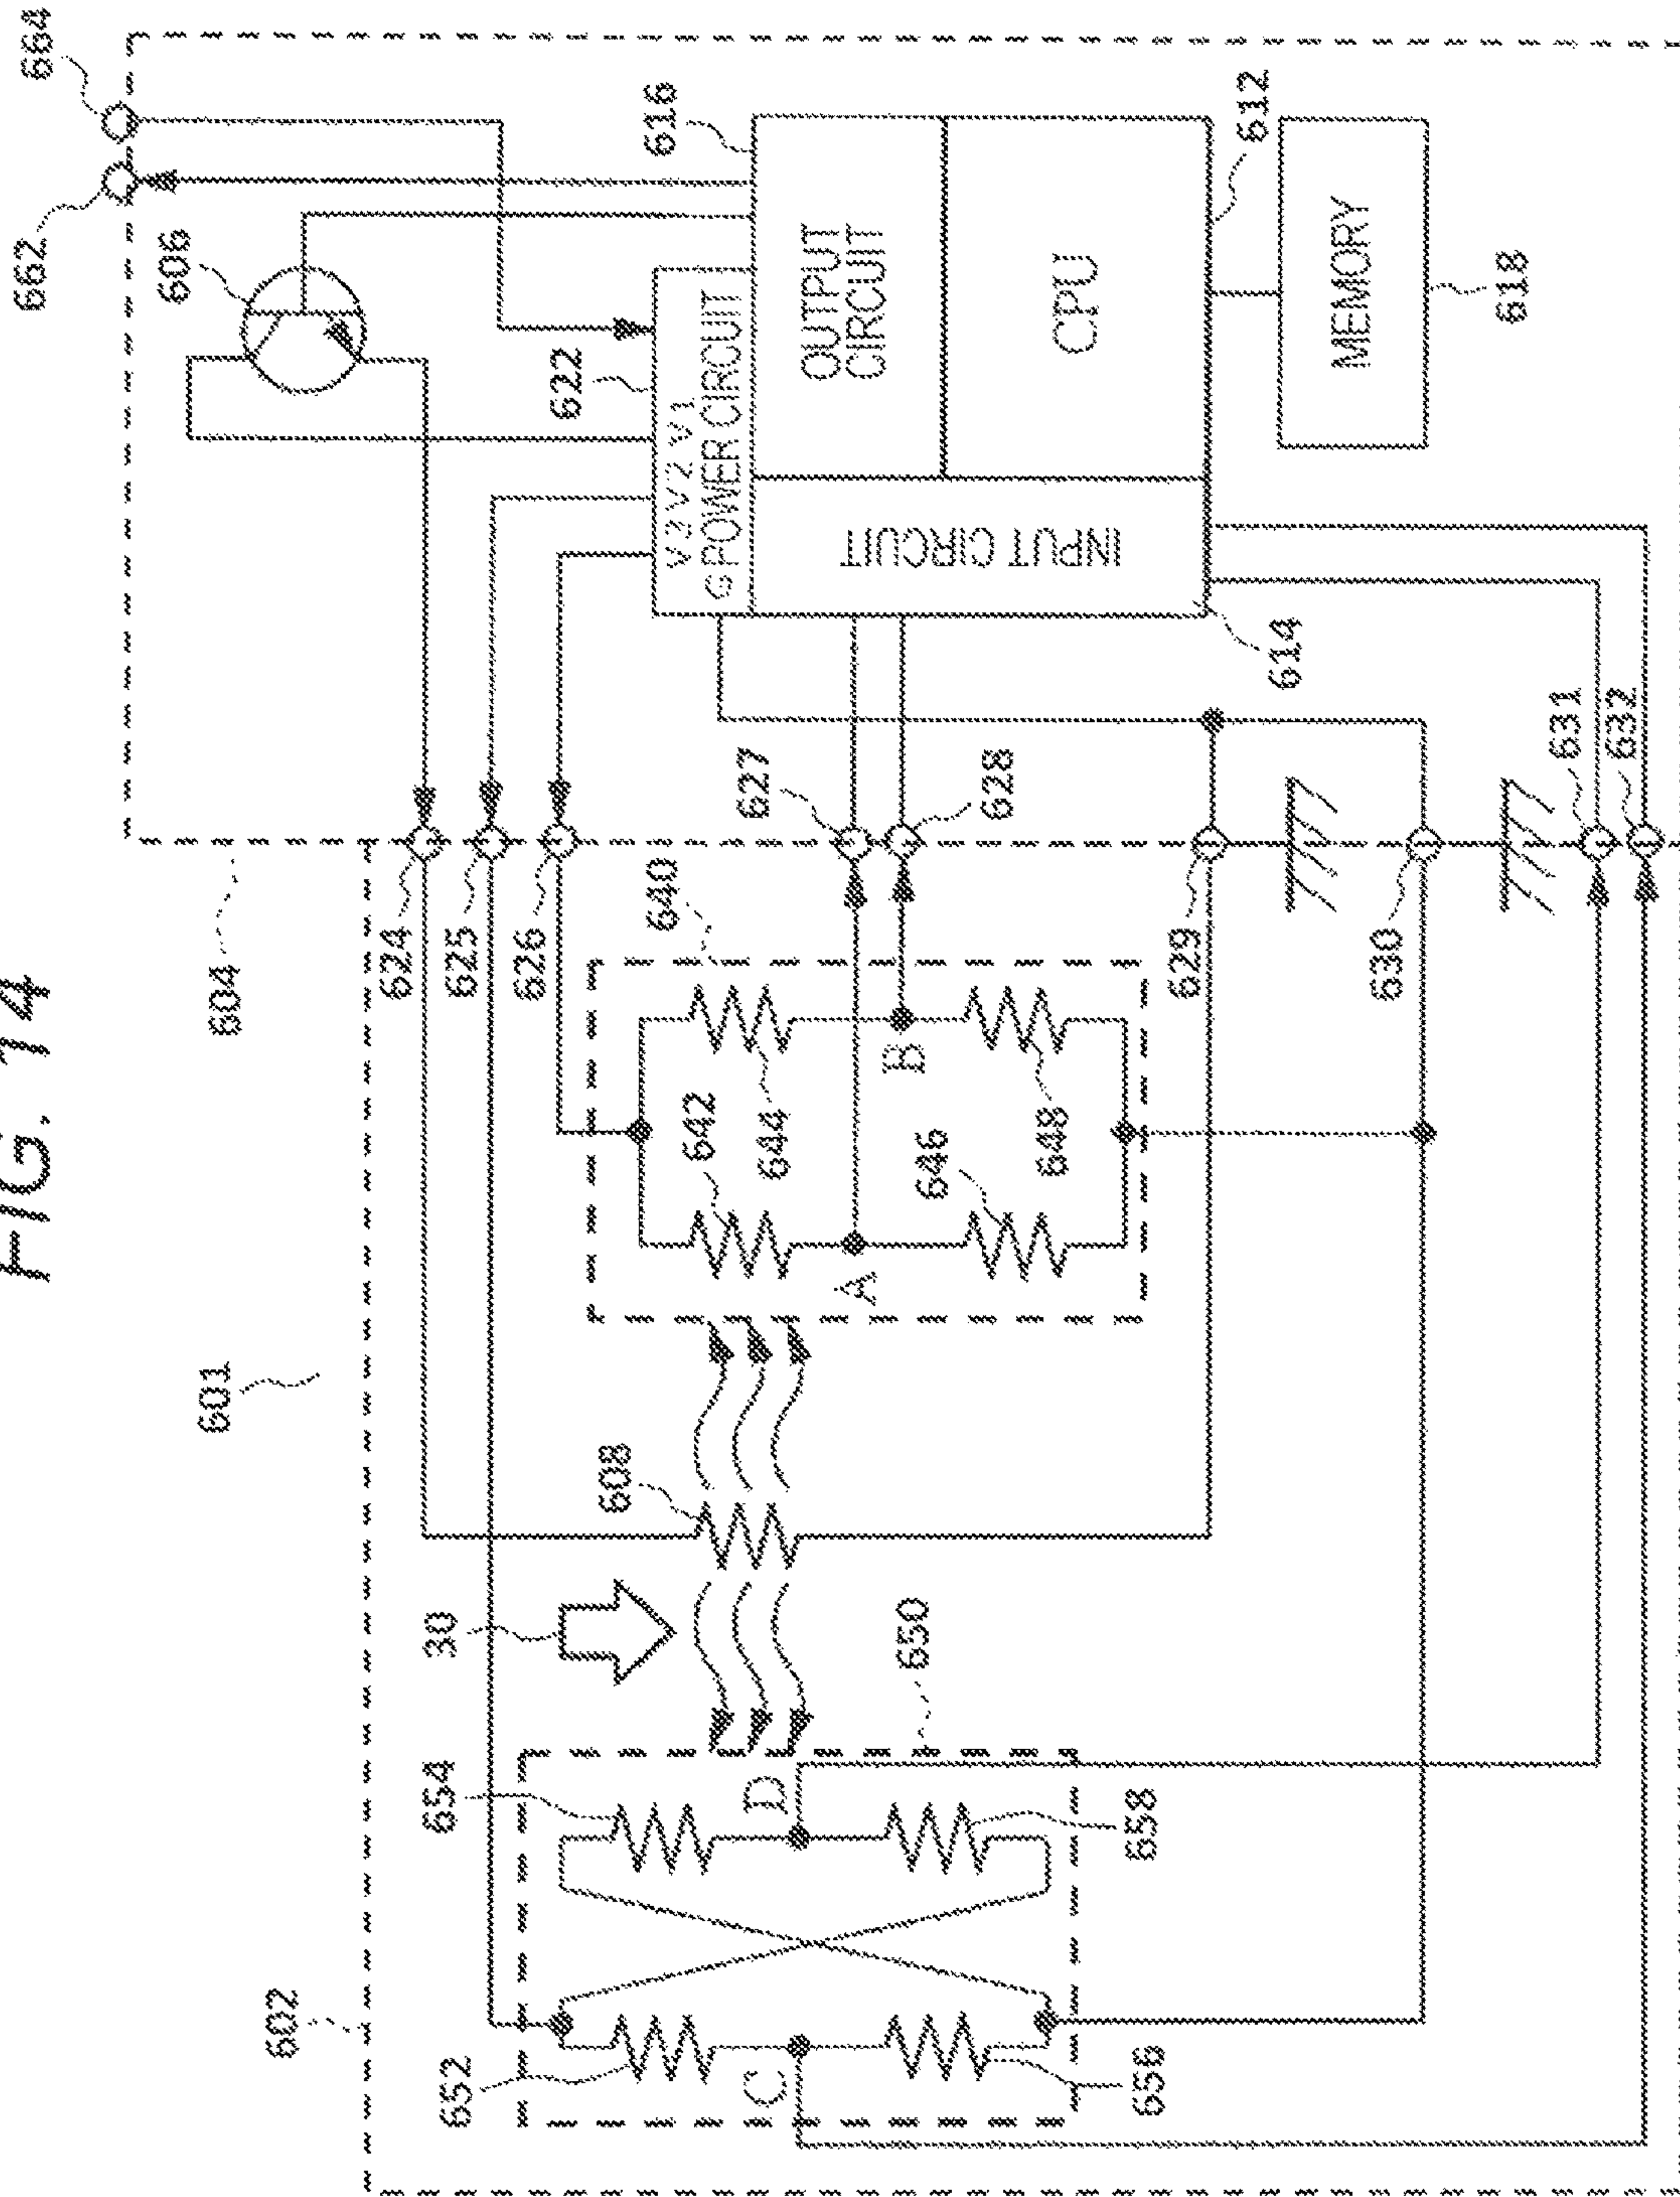 FIG. 14
601
602
604
664
662
606
616
622
V3 V2 V1
G POWER CIRCUIT
OUTPUT
CIRCUIT
CPU
INPUT CIRCUIT
612
MEMORY
618
614
624
625
626
627
628
629
630
631
632
640
642
644
646
648
A
B
608
30
650
654
D
658
652
C
656